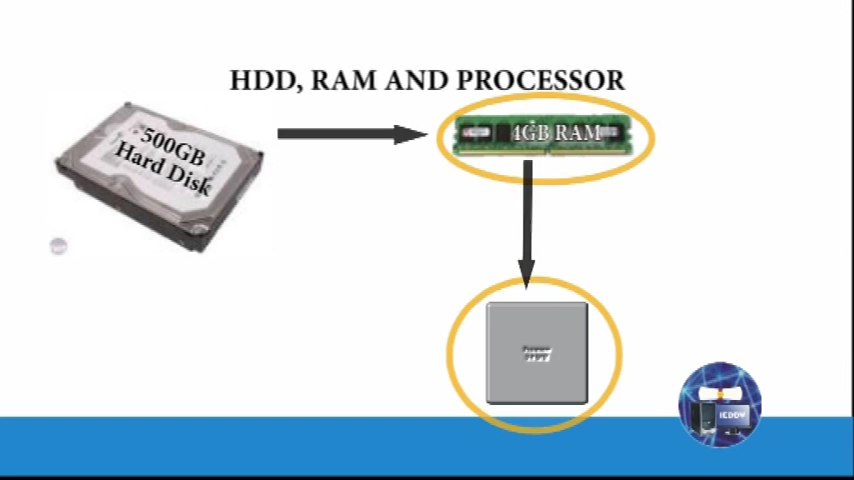 HDD, RAM AND PROCESSOR
500GB
Hard Disk
4GB RAM